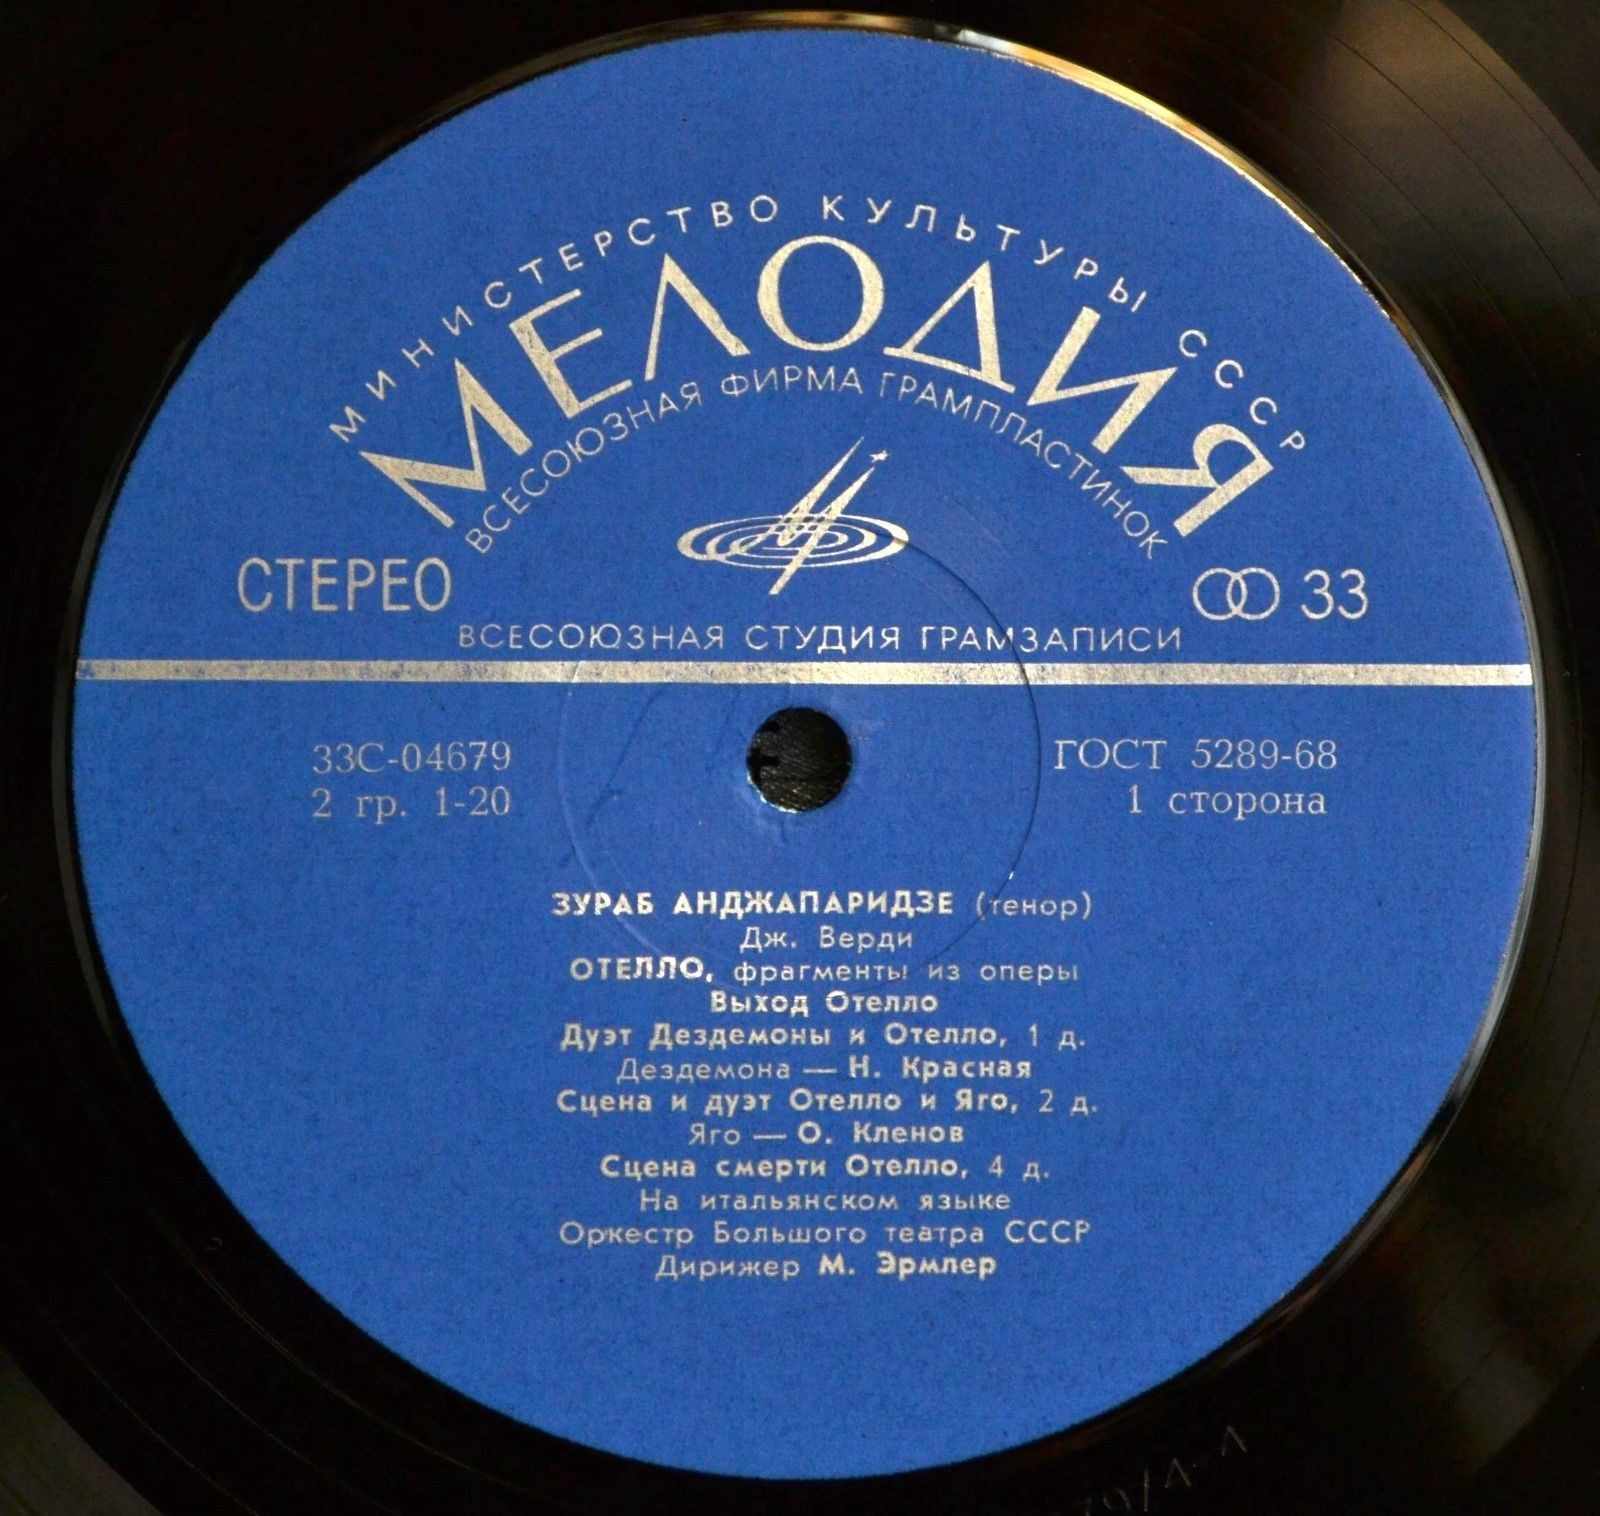 МИНИСТЕРСТВО КУЛЬТУРЫ СССР
МЕЛОДИЯ
ВСЕСОЮЗНАЯ ФИРМА ГРАМПЛАСТИНОК
СТЕРЕО
33
ВСЕСОЮЗНАЯ СТУДИЯ ГРАМЗАПИСИ
33С-04679
ГОСТ 5289-68
2 гр. 1-20
1 сторона
ЗУРАБ АНДЖАПАРИДЗЕ (тенор)
Дж. Верди
ОТЕЛЛО, фрагменты из оперы
Выход Отелло
Дуэт Дездемоны и Отелло, 1 д.
Дездемона — Н. Красная
Сцена и дуэт Отелло и Яго, 2 д.
Яго — О. Кленов
Сцена смерти Отелло, 4 д.
На итальянском языке
Оркестр Большого театра СССР
Дирижер М. Эрмлер